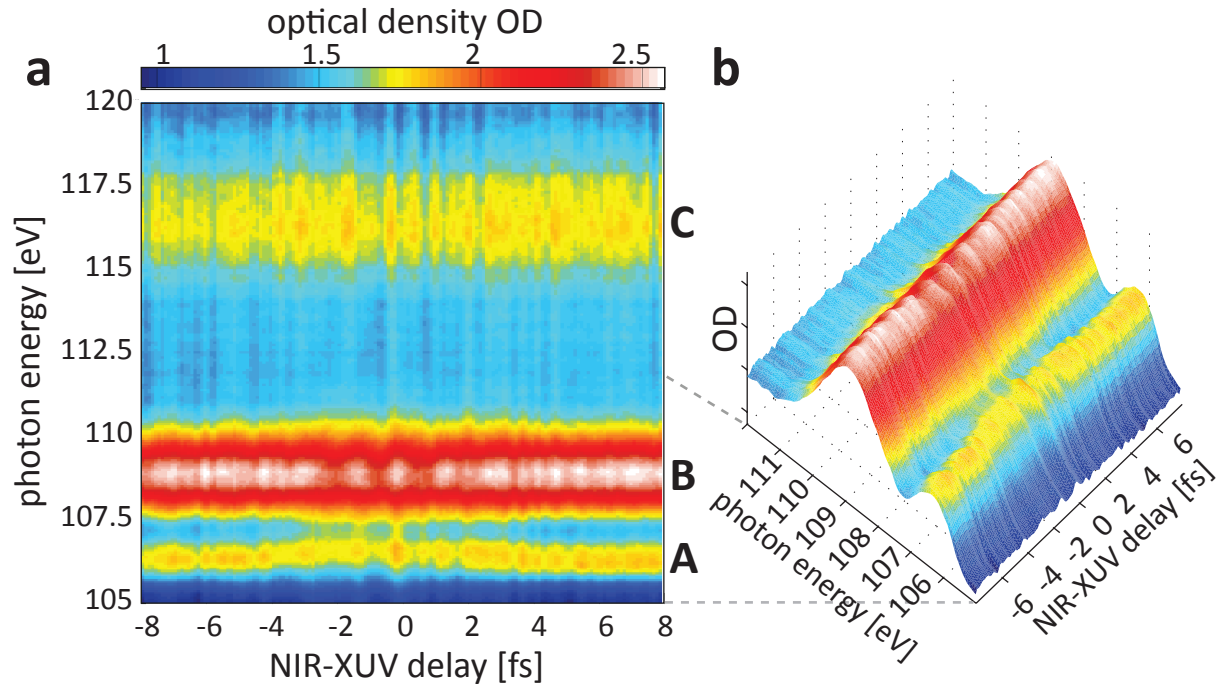 optical density OD
a
b
1 1.5 2 2.5
120
117.5
115
112.5
110
107.5
105
photon energy [eV]
-8 -6 -4 -2 0 2 4 6 8
NIR-XUV delay [fs]
C
B
A
OD
111
110
109
108
107
106
photon energy [eV]
-6
-4
-2
0
2
4
6
NIR-XUV delay [fs]